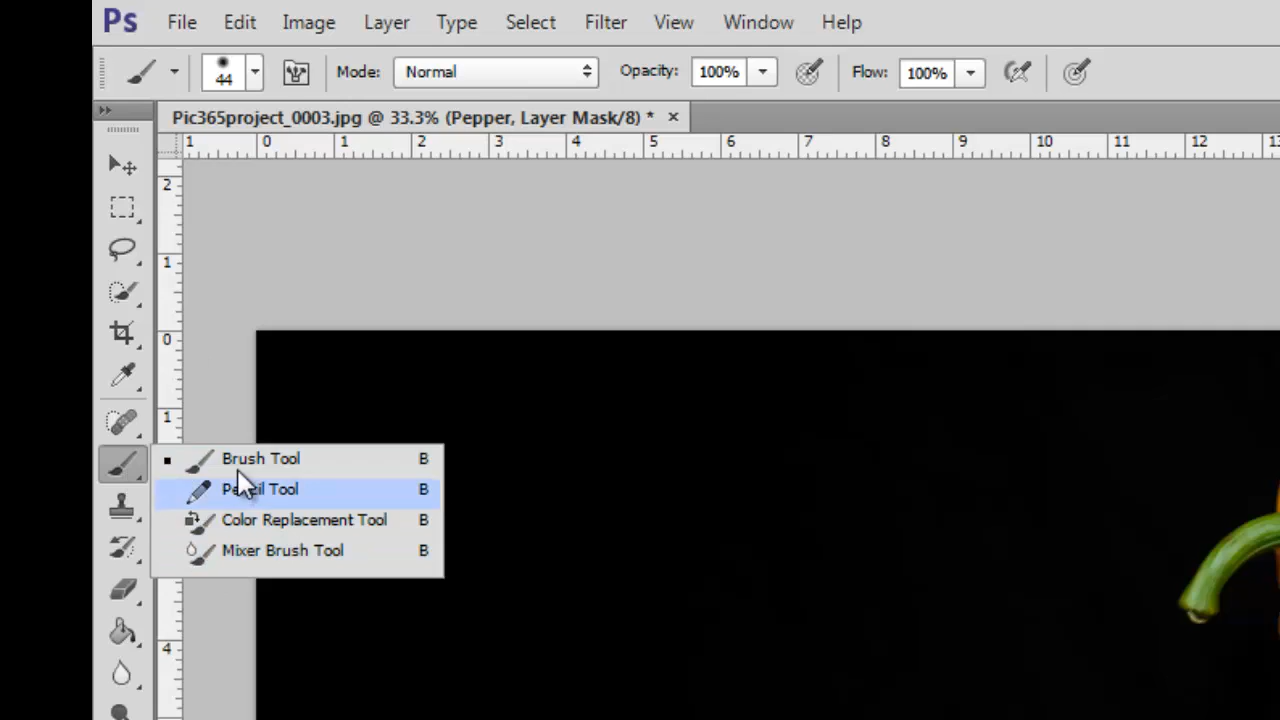 Ps File Edit Image Layer Type Select Filter View Window Help
44 Mode: Normal Opacity: 100% Flow: 100%
Pic365project_0003.jpg @ 33.3% (Pepper, Layer Mask/8) * ×
1 0 1 2 3 4 5 6 7 8 9 10 11 12 13
2
1
0
1
Brush Tool B
Pencil Tool B
Color Replacement Tool B
Mixer Brush Tool B
4